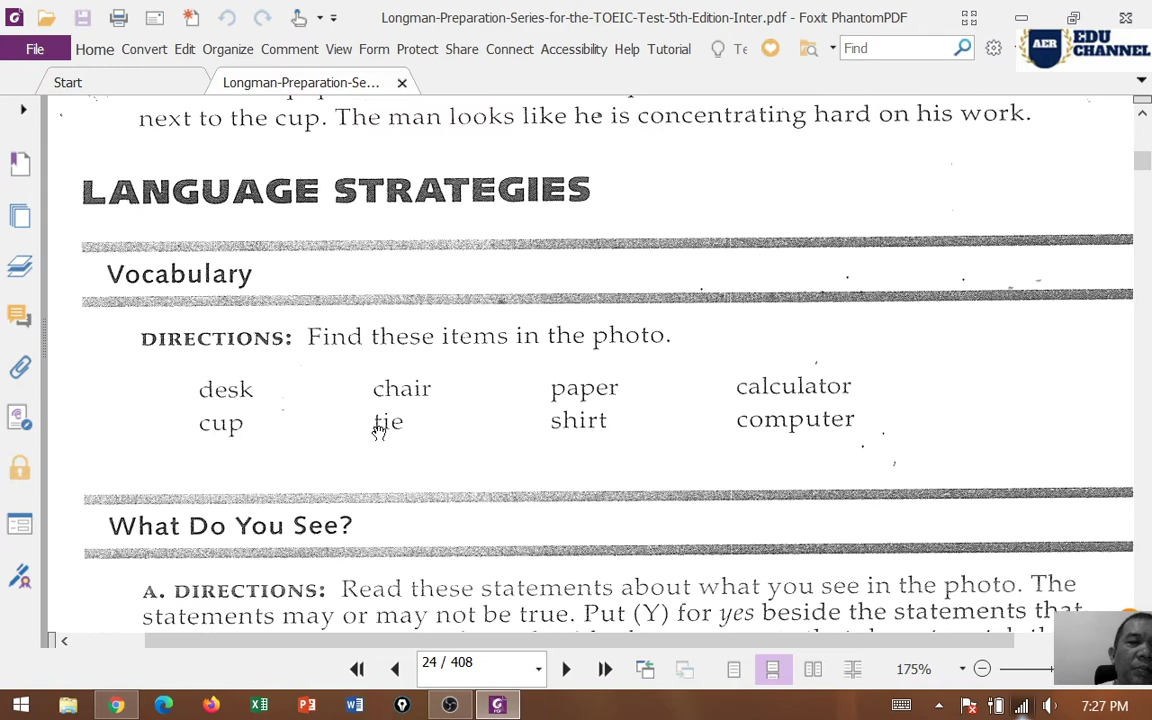 Longman-Preparation-Series-for-the-TOEIC-Test-5th-Edition-Inter.pdf - Foxit PhantomPDF
File Home Convert Edit Organize Comment View Form Protect Share Connect Accessibility Help Tutorial Te Find
AER EDU CHANNEL
Start Longman-Preparation-Se...
next to the cup. The man looks like he is concentrating hard on his work.
LANGUAGE STRATEGIES
Vocabulary
DIRECTIONS: Find these items in the photo.
desk chair paper calculator
cup tie shirt computer
What Do You See?
A. DIRECTIONS: Read these statements about what you see in the photo. The
statements may or may not be true. Put (Y) for yes beside the statements that
24 / 408 175%
7:27 PM